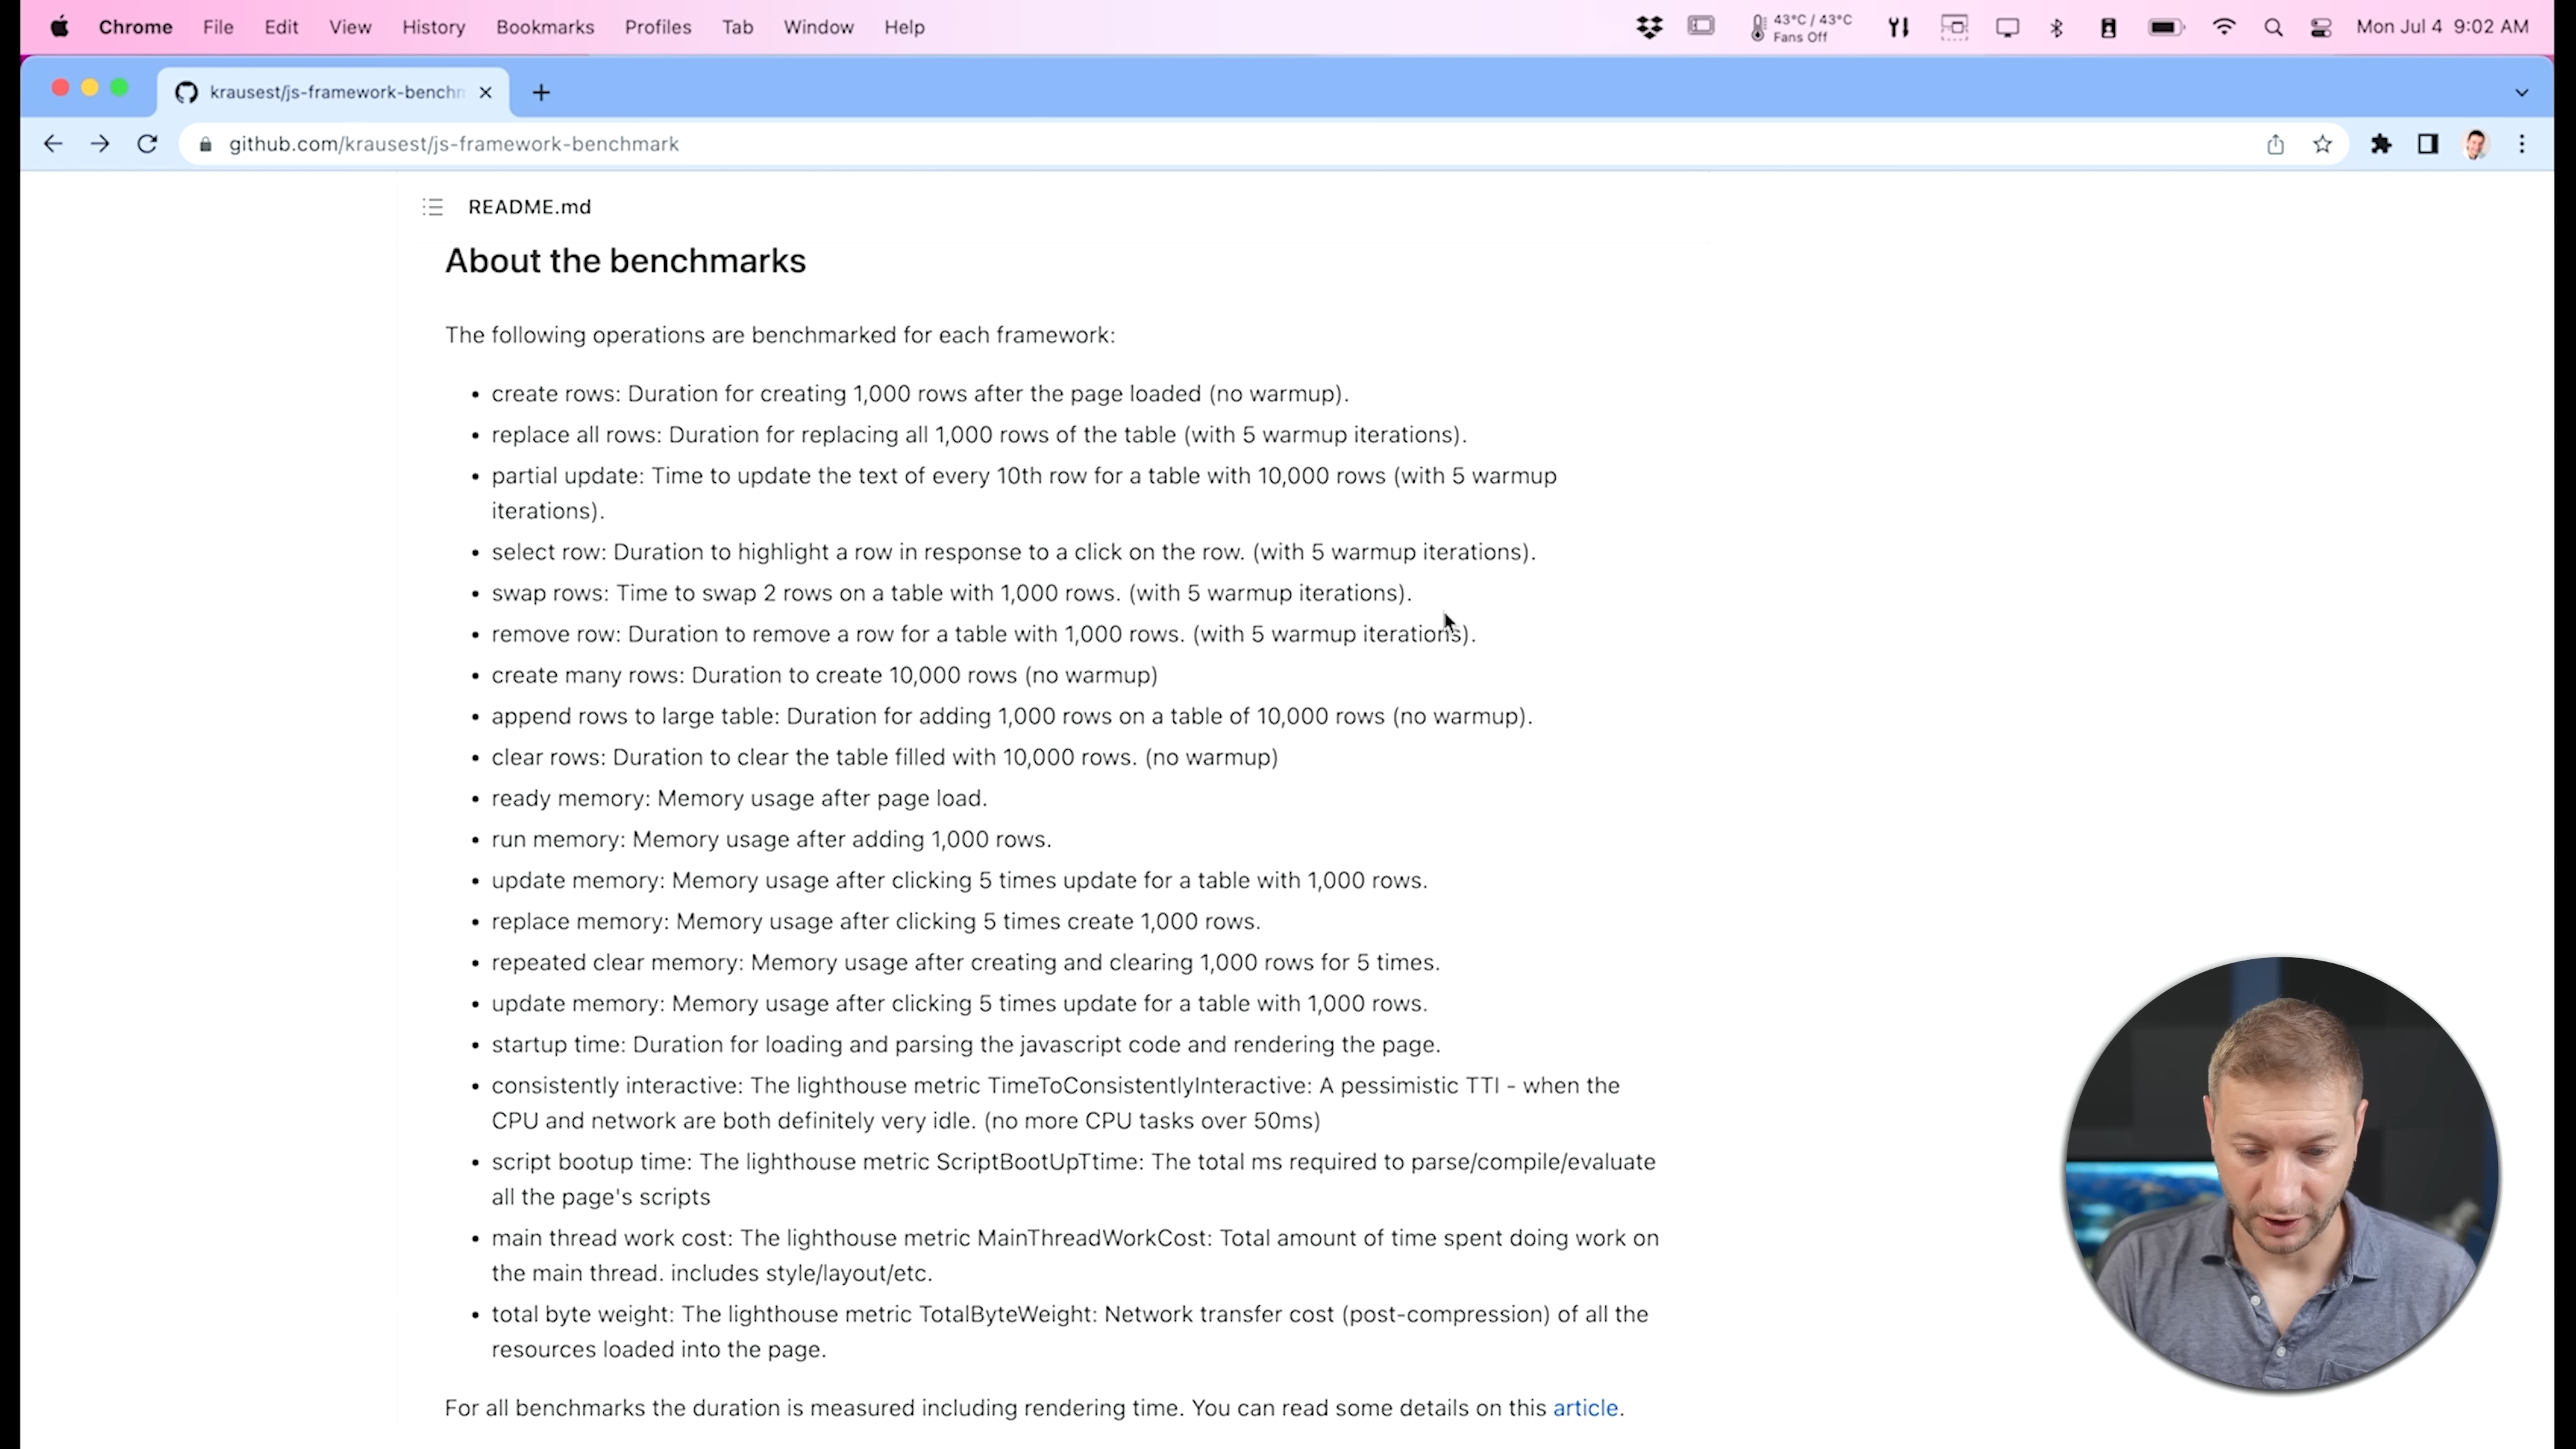 Chrome File Edit View History Bookmarks Profiles Tab Window Help
43°C / 43°C
Fans Off
Mon Jul 4 9:02 AM
krausest/js-framework-benchm
github.com/krausest/js-framework-benchmark
README.md
About the benchmarks
The following operations are benchmarked for each framework:
• create rows: Duration for creating 1,000 rows after the page loaded (no warmup).
• replace all rows: Duration for replacing all 1,000 rows of the table (with 5 warmup iterations).
• partial update: Time to update the text of every 10th row for a table with 10,000 rows (with 5 warmup
iterations).
• select row: Duration to highlight a row in response to a click on the row. (with 5 warmup iterations).
• swap rows: Time to swap 2 rows on a table with 1,000 rows. (with 5 warmup iterations).
• remove row: Duration to remove a row for a table with 1,000 rows. (with 5 warmup iterations).
• create many rows: Duration to create 10,000 rows (no warmup)
• append rows to large table: Duration for adding 1,000 rows on a table of 10,000 rows (no warmup).
• clear rows: Duration to clear the table filled with 10,000 rows. (no warmup)
• ready memory: Memory usage after page load.
• run memory: Memory usage after adding 1,000 rows.
• update memory: Memory usage after clicking 5 times update for a table with 1,000 rows.
• replace memory: Memory usage after clicking 5 times create 1,000 rows.
• repeated clear memory: Memory usage after creating and clearing 1,000 rows for 5 times.
• update memory: Memory usage after clicking 5 times update for a table with 1,000 rows.
• startup time: Duration for loading and parsing the javascript code and rendering the page.
• consistently interactive: The lighthouse metric TimeToConsistentlyInteractive: A pessimistic TTI - when the
CPU and network are both definitely very idle. (no more CPU tasks over 50ms)
• script bootup time: The lighthouse metric ScriptBootUpTtime: The total ms required to parse/compile/evaluate
all the page's scripts
• main thread work cost: The lighthouse metric MainThreadWorkCost: Total amount of time spent doing work on
the main thread. includes style/layout/etc.
• total byte weight: The lighthouse metric TotalByteWeight: Network transfer cost (post-compression) of all the
resources loaded into the page.
For all benchmarks the duration is measured including rendering time. You can read some details on this article.